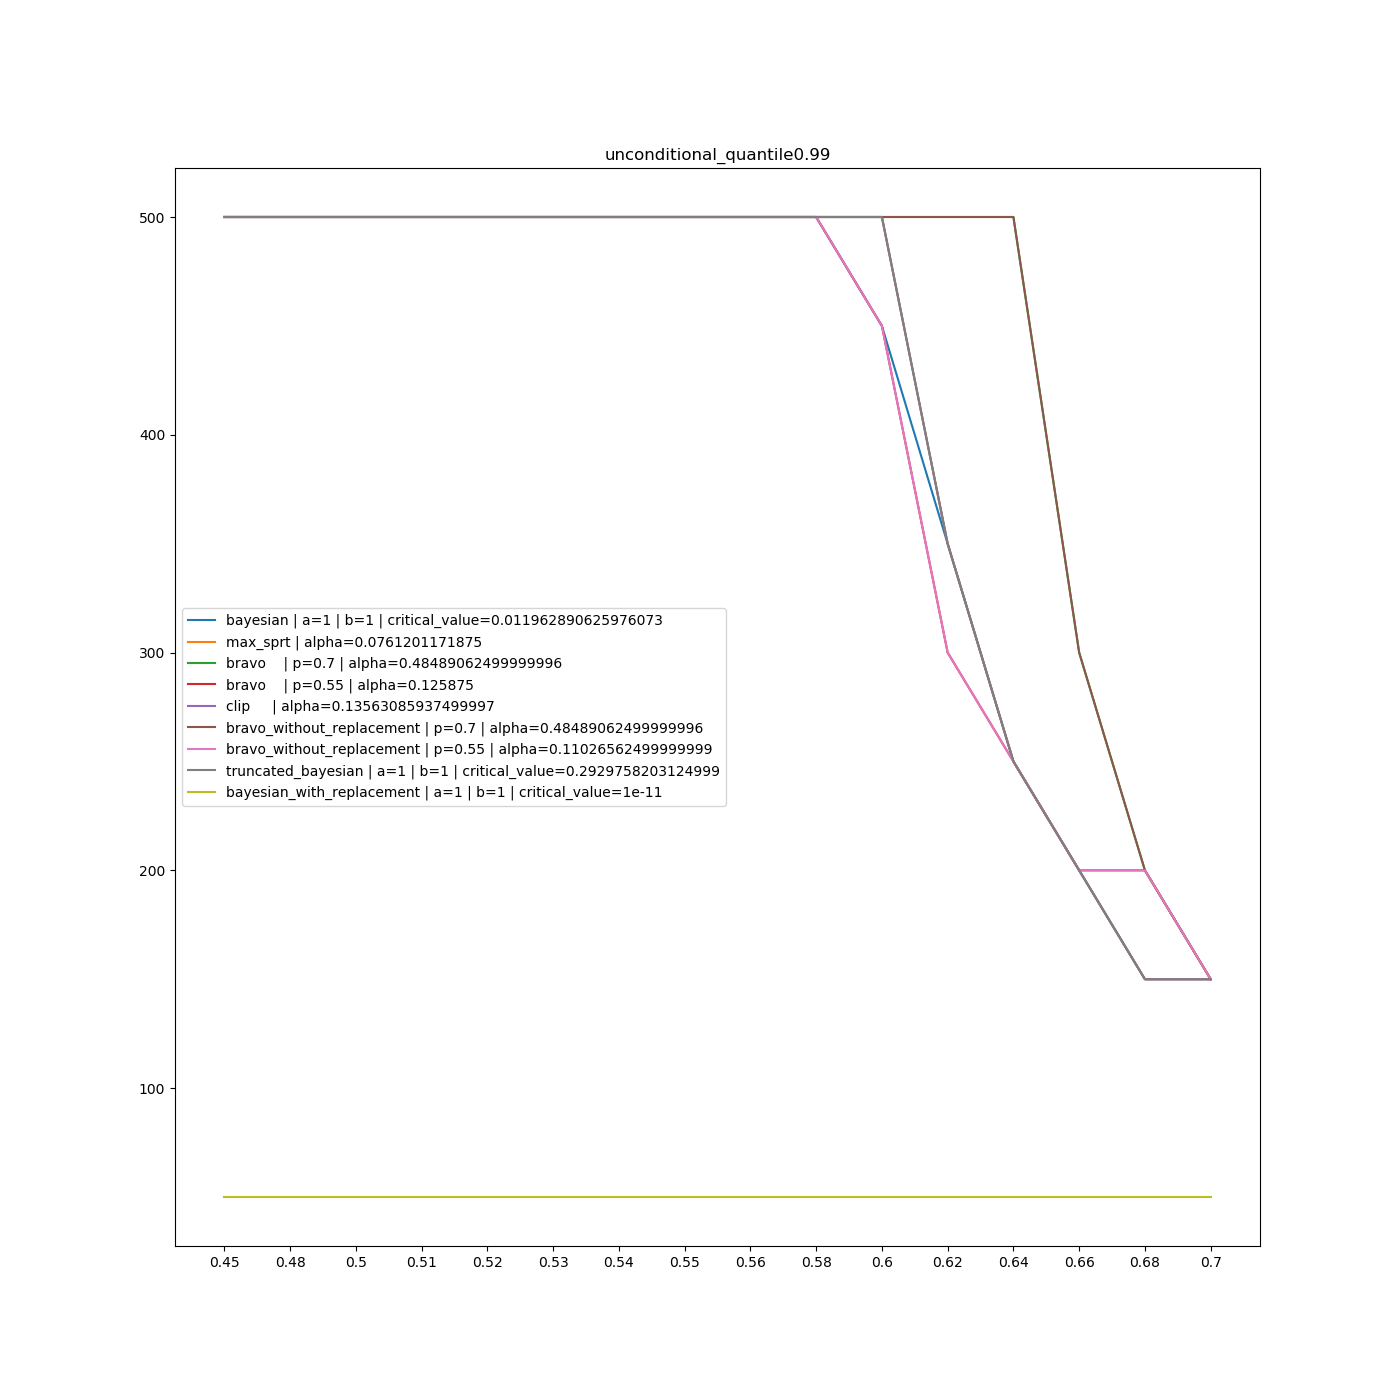 unconditional_quantile0.99
500
400
300
200
100
bayesian | a=1 | b=1 | critical_value=0.011962890625976073
max_sprt | alpha=0.0761201171875
bravo    | p=0.7 | alpha=0.48489062499999996
bravo    | p=0.55 | alpha=0.125875
clip     | alpha=0.13563085937499997
bravo_without_replacement | p=0.7 | alpha=0.48489062499999996
bravo_without_replacement | p=0.55 | alpha=0.11026562499999999
truncated_bayesian | a=1 | b=1 | critical_value=0.2929758203124999
bayesian_with_replacement | a=1 | b=1 | critical_value=1e-11
0.45 0.48 0.5 0.51 0.52 0.53 0.54 0.55 0.56 0.58 0.6 0.62 0.64 0.66 0.68 0.7